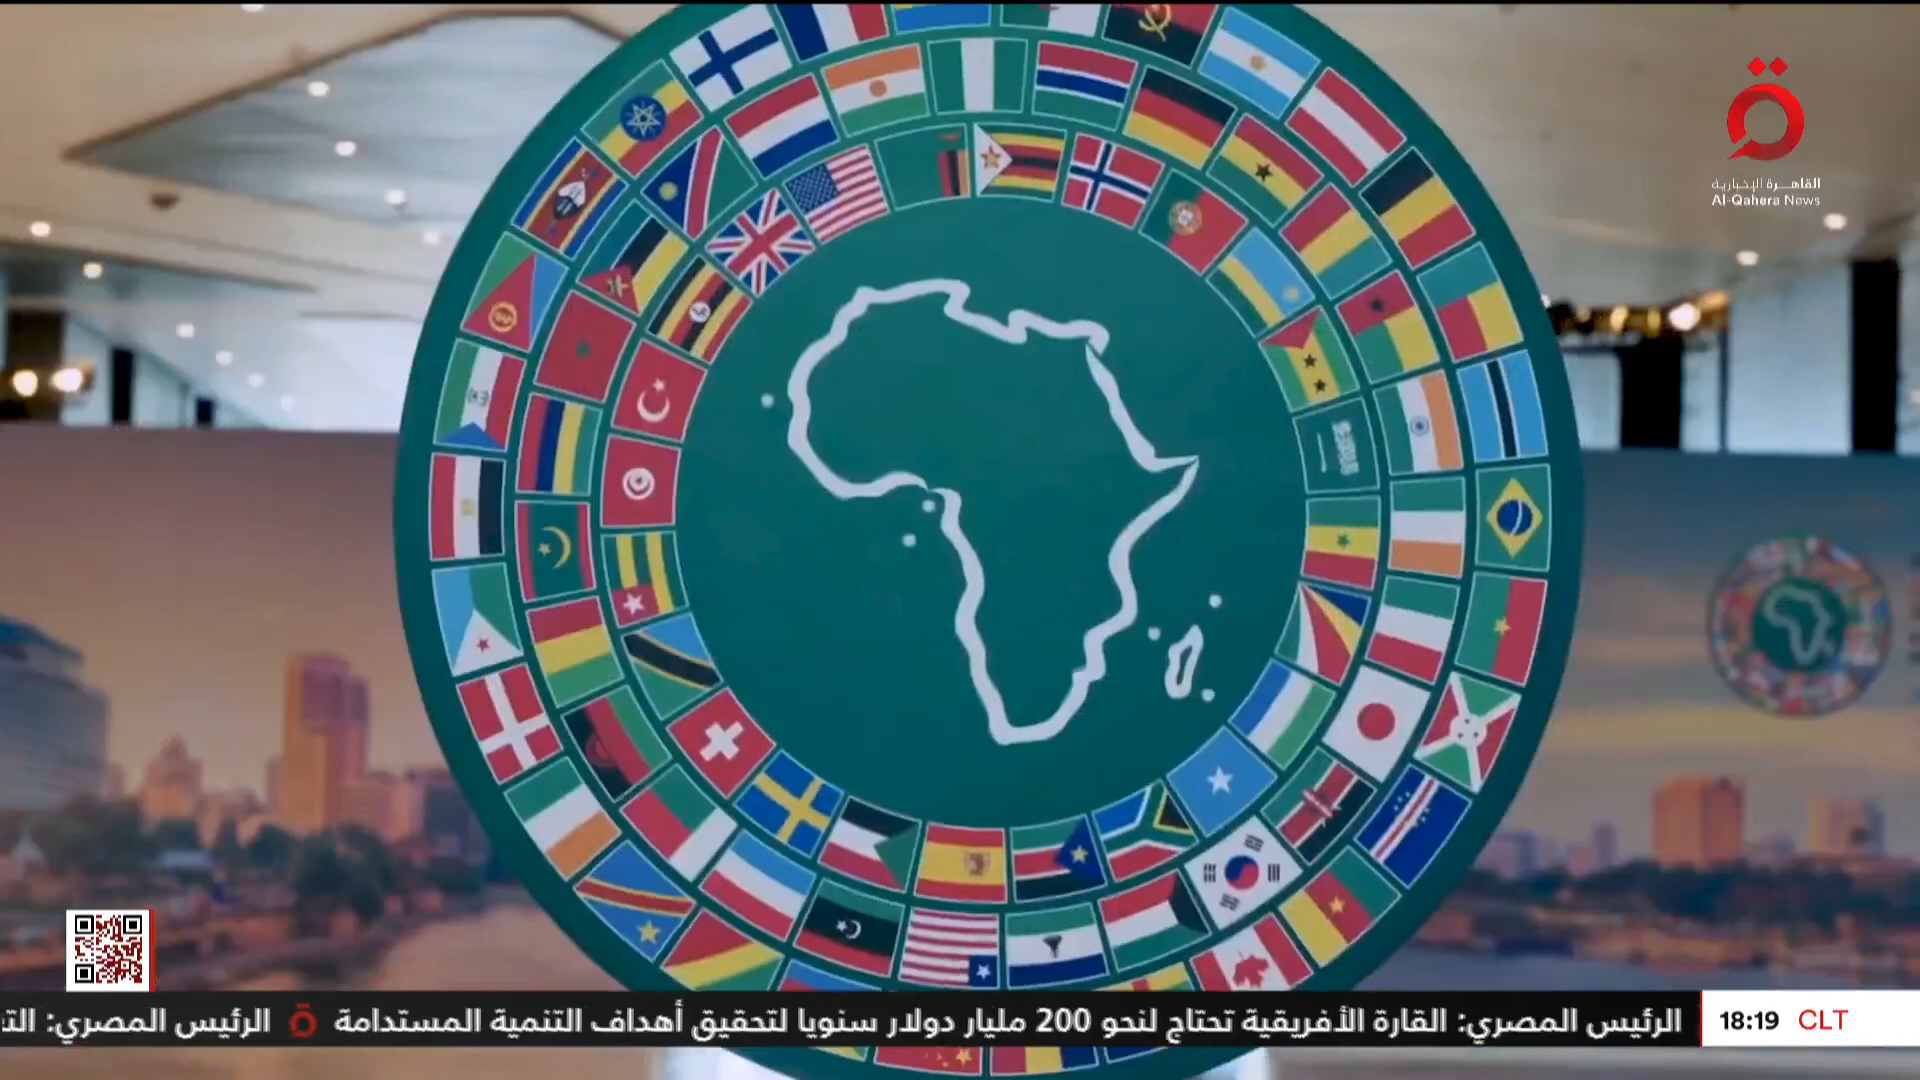 القاهرة الإخبارية
Al-Qahera News
الرئيس المصري: القارة الأفريقية تحتاج لنحو 200 مليار دولار سنويا لتحقيق أهداف التنمية المستدامة
الرئيس المصري:
18:19 CLT